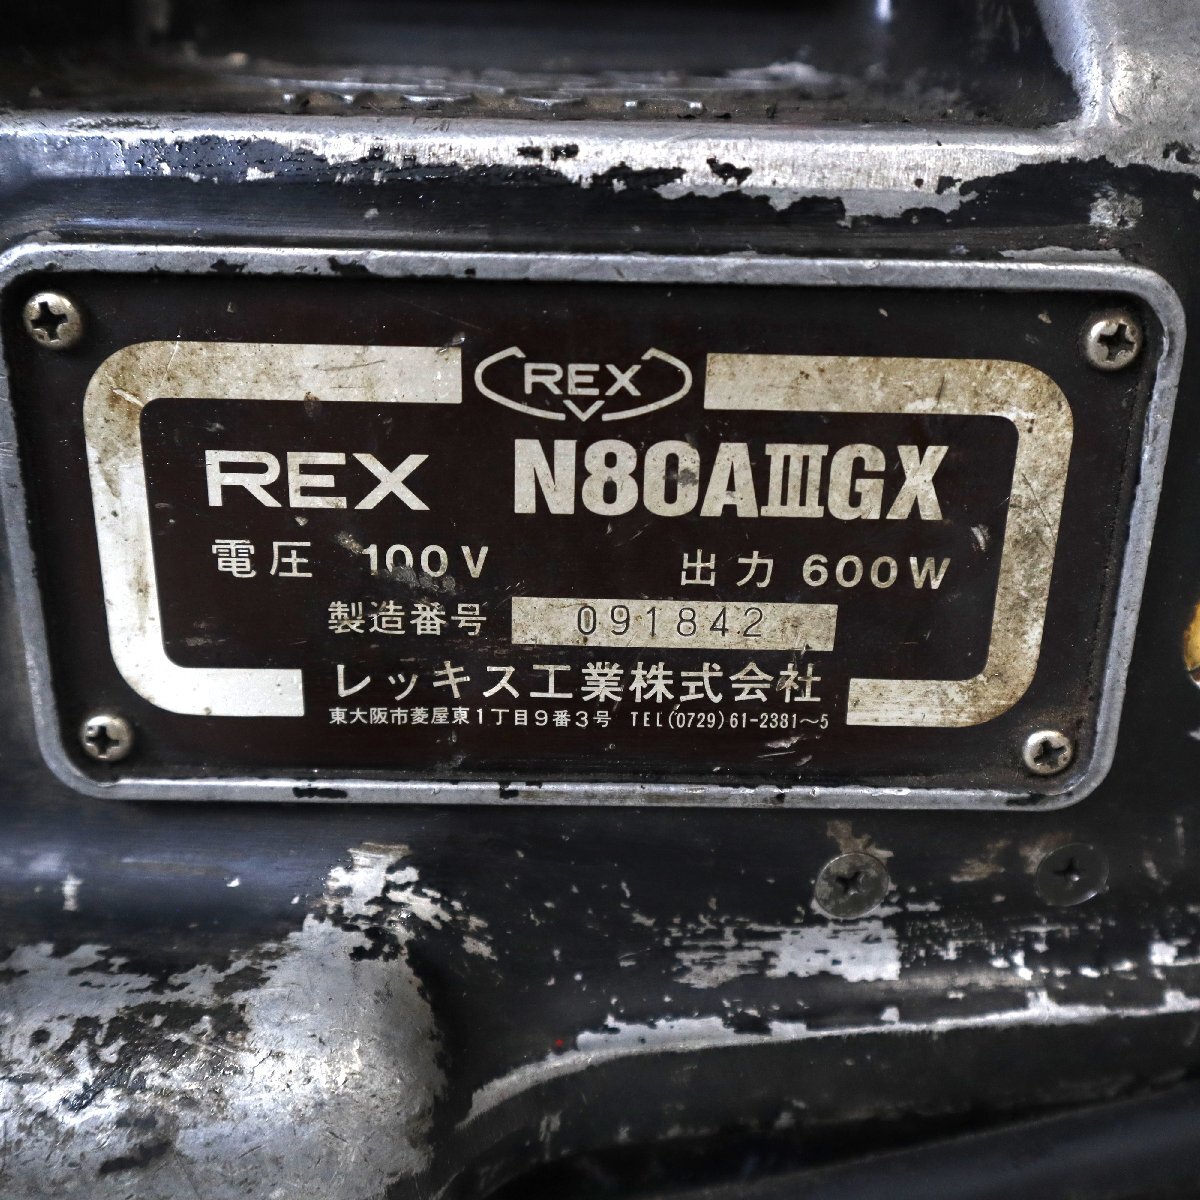 REX
REX N80AⅢGX
電圧 100V 出力 600W
製造番号 091842
レッキス工業株式会社
東大阪市菱屋東1丁目9番3号 TEL(0729)61-2381〜5